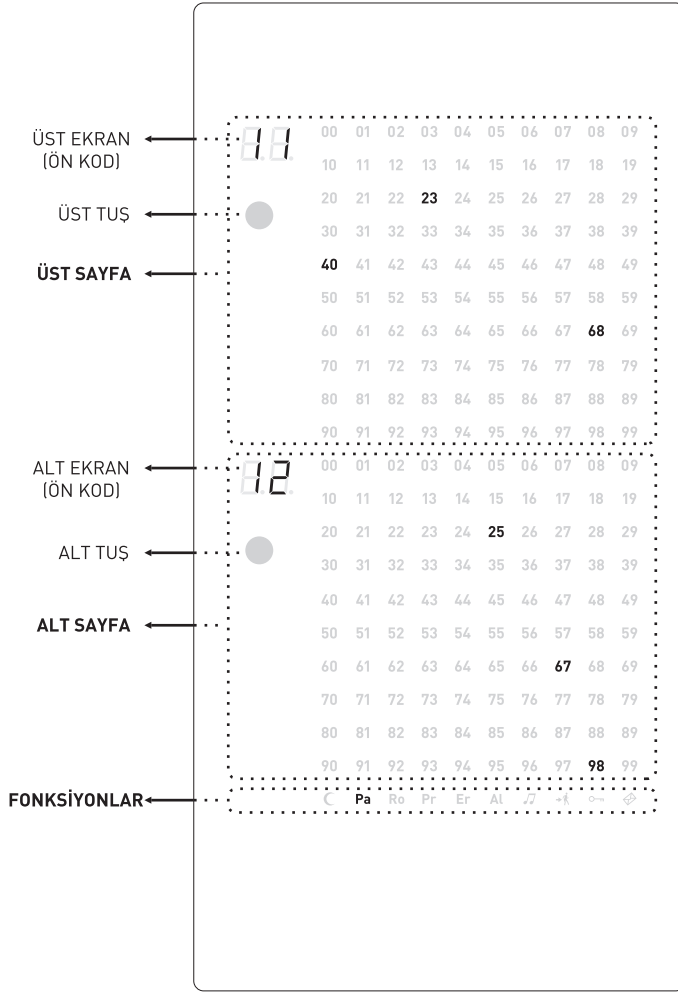 ÜST EKRAN
(ÖN KOD)
11
00 01 02 03 04 05 06 07 08 09
10 11 12 13 14 15 16 17 18 19
ÜST TUŞ
20 21 22 23 24 25 26 27 28 29
30 31 32 33 34 35 36 37 38 39
ÜST SAYFA
40 41 42 43 44 45 46 47 48 49
50 51 52 53 54 55 56 57 58 59
60 61 62 63 64 65 66 67 68 69
70 71 72 73 74 75 76 77 78 79
80 81 82 83 84 85 86 87 88 89
90 91 92 93 94 95 96 97 98 99
ALT EKRAN
(ÖN KOD)
12
00 01 02 03 04 05 06 07 08 09
10 11 12 13 14 15 16 17 18 19
20 21 22 23 24 25 26 27 28 29
ALT TUŞ
30 31 32 33 34 35 36 37 38 39
40 41 42 43 44 45 46 47 48 49
ALT SAYFA
50 51 52 53 54 55 56 57 58 59
60 61 62 63 64 65 66 67 68 69
70 71 72 73 74 75 76 77 78 79
80 81 82 83 84 85 86 87 88 89
90 91 92 93 94 95 96 97 98 99
FONKSİYONLAR
Pa Ro Pr Er Al